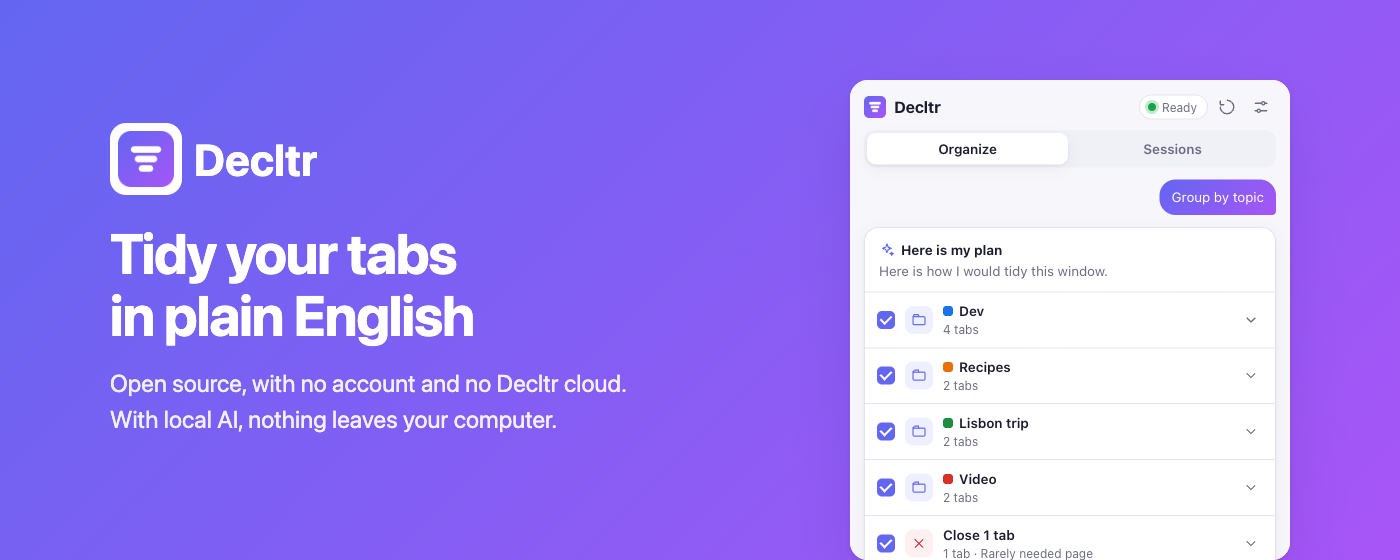 Decltr
Tidy your tabs
in plain English
Open source, with no account and no Decltr cloud.
With local AI, nothing leaves your computer.
Decltr
Ready
Organize
Sessions
Group by topic
Here is my plan
Here is how I would tidy this window.
Dev
4 tabs
Recipes
2 tabs
Lisbon trip
2 tabs
Video
2 tabs
Close 1 tab
1 tab · Rarely needed page